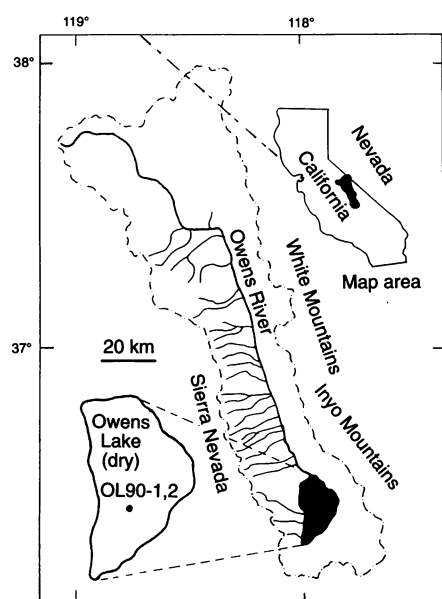 119°
118°
38°
Nevada
California
Map area
White Mountains
Owens River
37°
20 km
Inyo Mountains
Sierra Nevada
Owens
Lake
(dry)
OL90-1,2